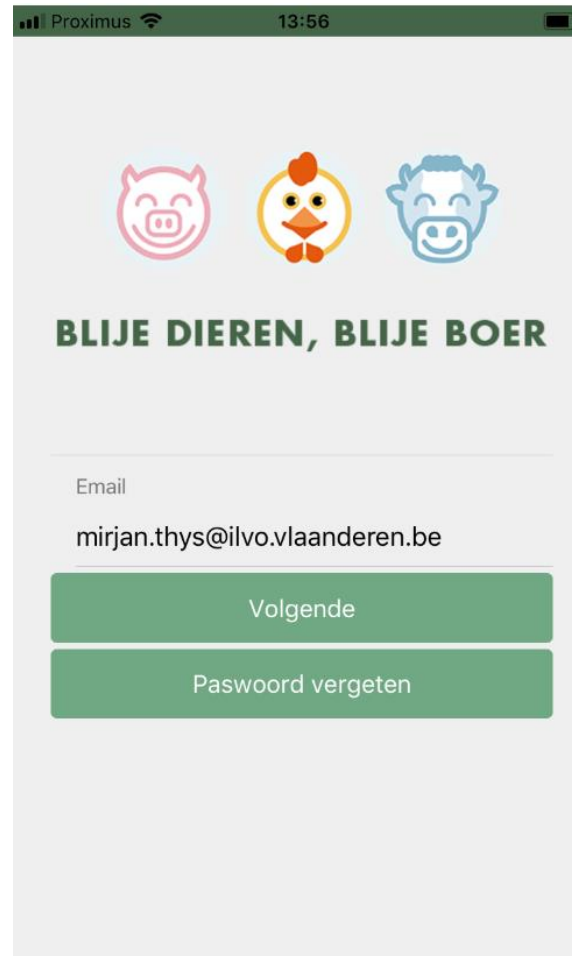 Proximus 13:56
BLIJE DIEREN, BLIJE BOER
Email
mirjan.thys@ilvo.vlaanderen.be
Volgende
Paswoord vergeten